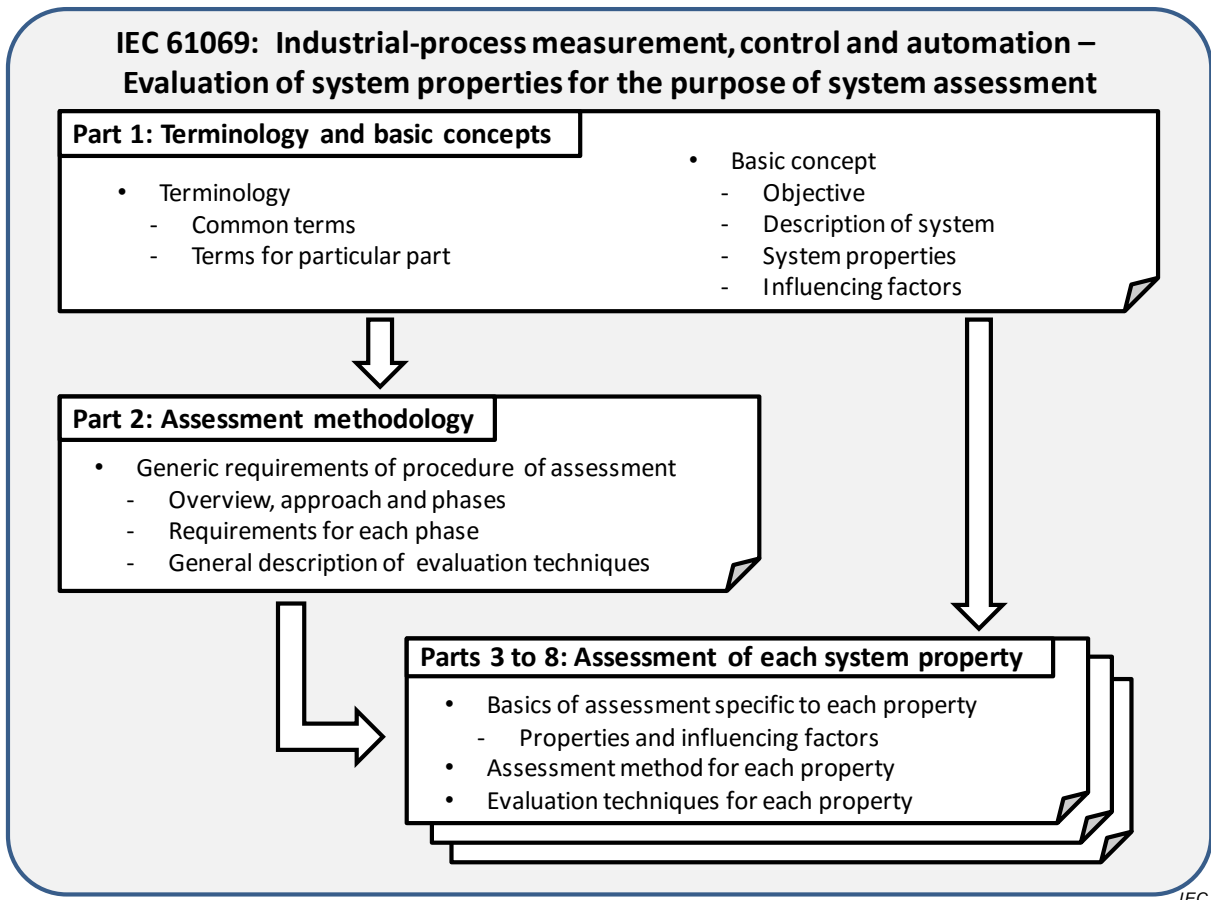 IEC 61069: Industrial-process measurement, control and automation –
Evaluation of system properties for the purpose of system assessment
Part 1: Terminology and basic concepts
• Terminology
- Common terms
- Terms for particular part
• Basic concept
- Objective
- Description of system
- System properties
- Influencing factors
Part 2: Assessment methodology
• Generic requirements of procedure of assessment
- Overview, approach and phases
- Requirements for each phase
- General description of evaluation techniques
Parts 3 to 8: Assessment of each system property
• Basics of assessment specific to each property
- Properties and influencing factors
• Assessment method for each property
• Evaluation techniques for each property
IEC